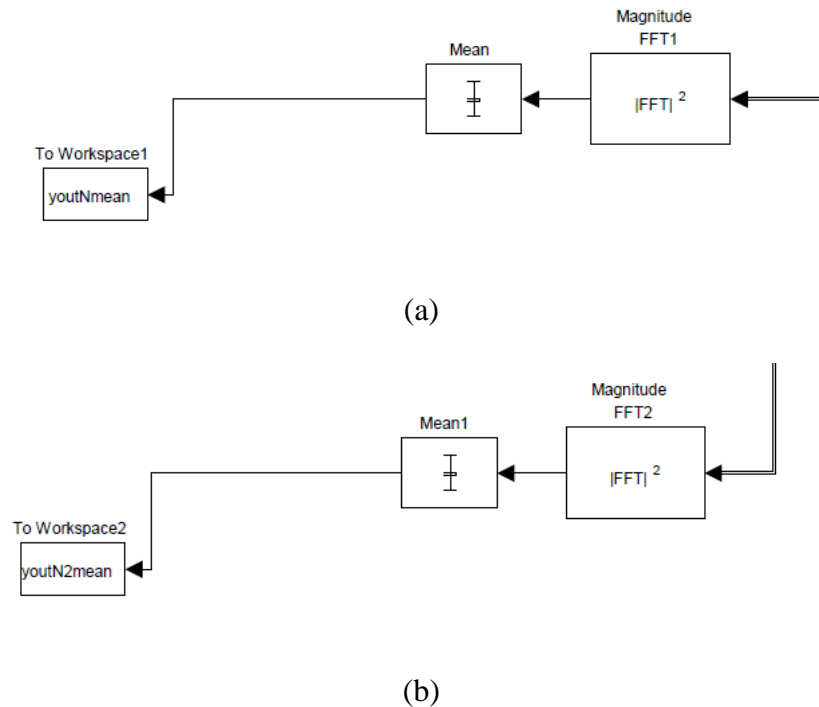 Magnitude
FFT1
Mean
|FFT| 2
To Workspace1
youtNmean
(a)
Magnitude
FFT2
Mean1
|FFT| 2
To Workspace2
youtN2mean
(b)